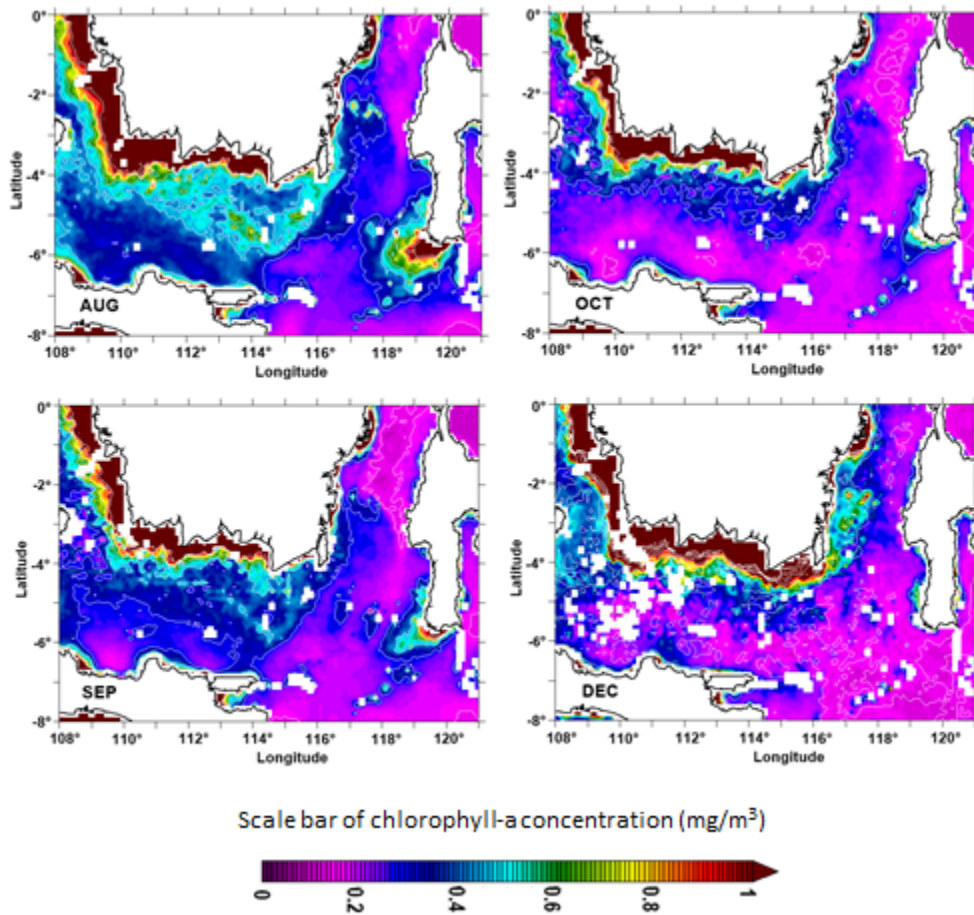 0°
-2°
-4°
-6°
-8°
Latitude
AUG
108° 110° 112° 114° 116° 118° 120°
Longitude
0°
-2°
-4°
-6°
-8°
Latitude
OCT
108° 110° 112° 114° 116° 118° 120°
Longitude
0°
-2°
-4°
-6°
-8°
Latitude
SEP
108° 110° 112° 114° 116° 118° 120°
Longitude
0°
-2°
-4°
-6°
-8°
Latitude
DEC
108° 110° 112° 114° 116° 118° 120°
Longitude
Scale bar of chlorophyll-a concentration (mg/m³)
0 0.2 0.4 0.6 0.8 1